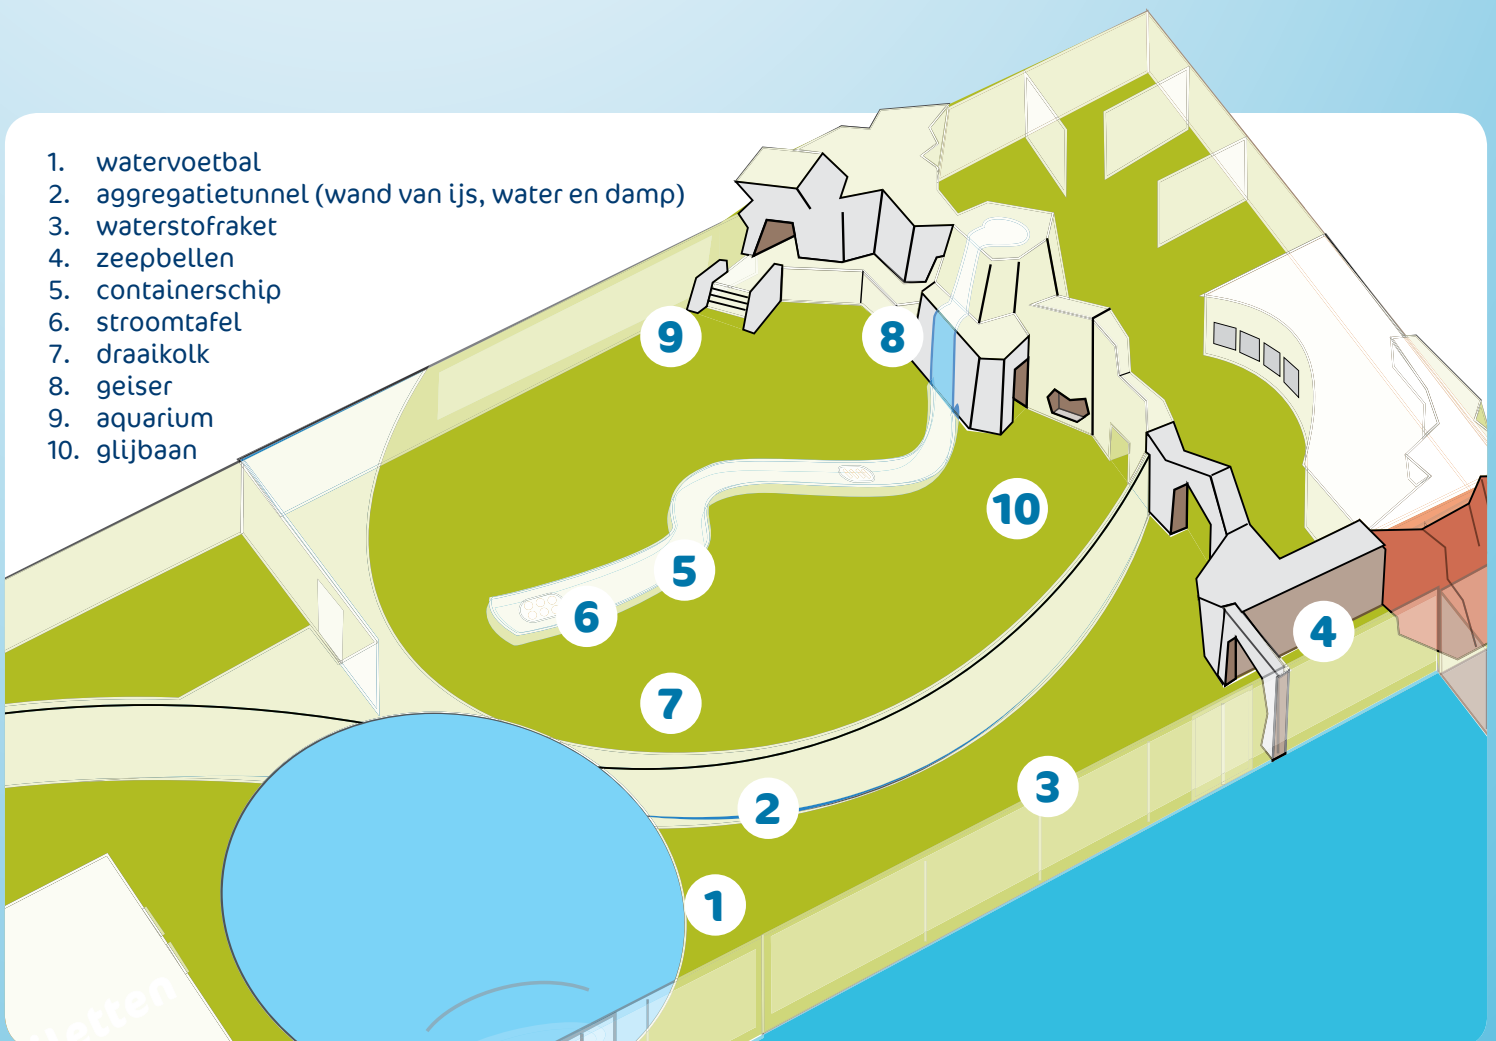 1. watervoetbal
2. aggregatietunnel (wand van ijs, water en damp)
3. waterstofraket
4. zeepbellen
5. containerschip
6. stroomtafel
7. draaikolk
8. geiser
9. aquarium
10. glijbaan
9
8
10
5
6
4
7
3
2
1